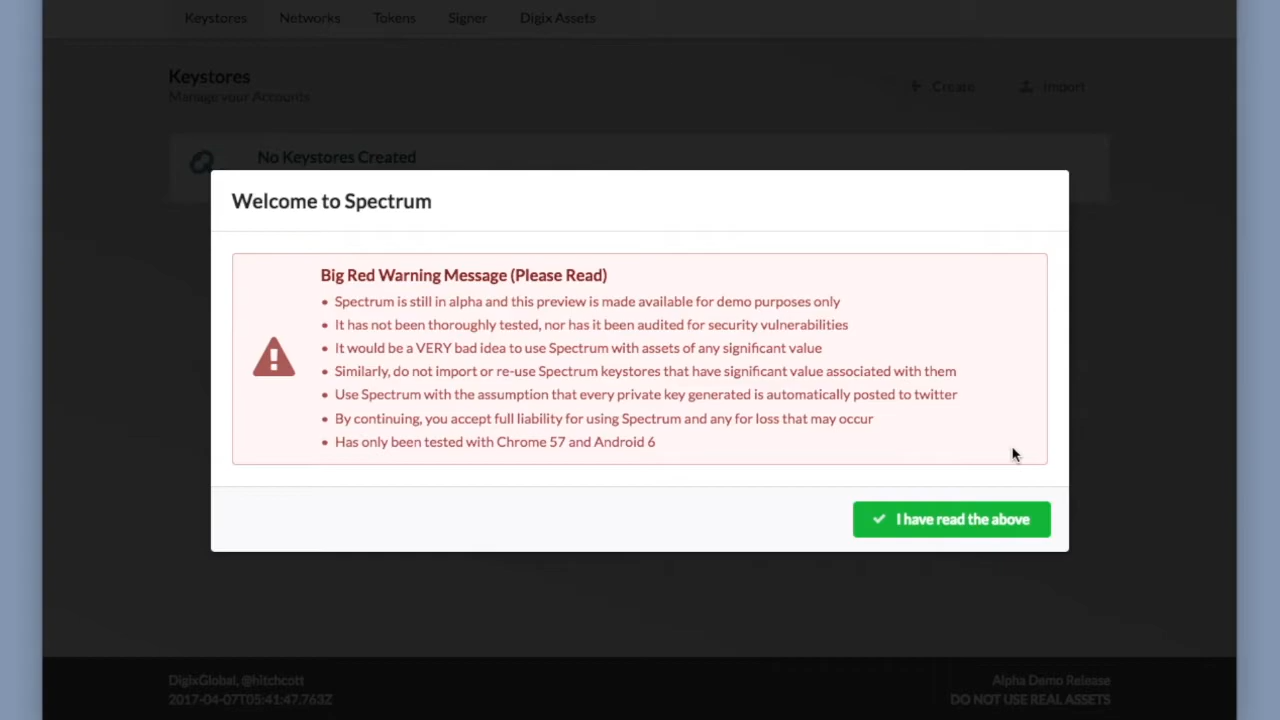 Keystores Networks Tokens Signer Digix Assets
Keystores
Manage your Accounts
Create Import
No Keystores Created
Welcome to Spectrum
Big Red Warning Message (Please Read)
• Spectrum is still in alpha and this preview is made available for demo purposes only
• It has not been thoroughly tested, nor has it been audited for security vulnerabilities
• It would be a VERY bad idea to use Spectrum with assets of any significant value
• Similarly, do not import or re-use Spectrum keystores that have significant value associated with them
• Use Spectrum with the assumption that every private key generated is automatically posted to twitter
• By continuing, you accept full liability for using Spectrum and any for loss that may occur
• Has only been tested with Chrome 57 and Android 6
I have read the above
DigixGlobal, @hitchcott
2017-04-07T05:41:47.763Z
Alpha Demo Release
DO NOT USE REAL ASSETS